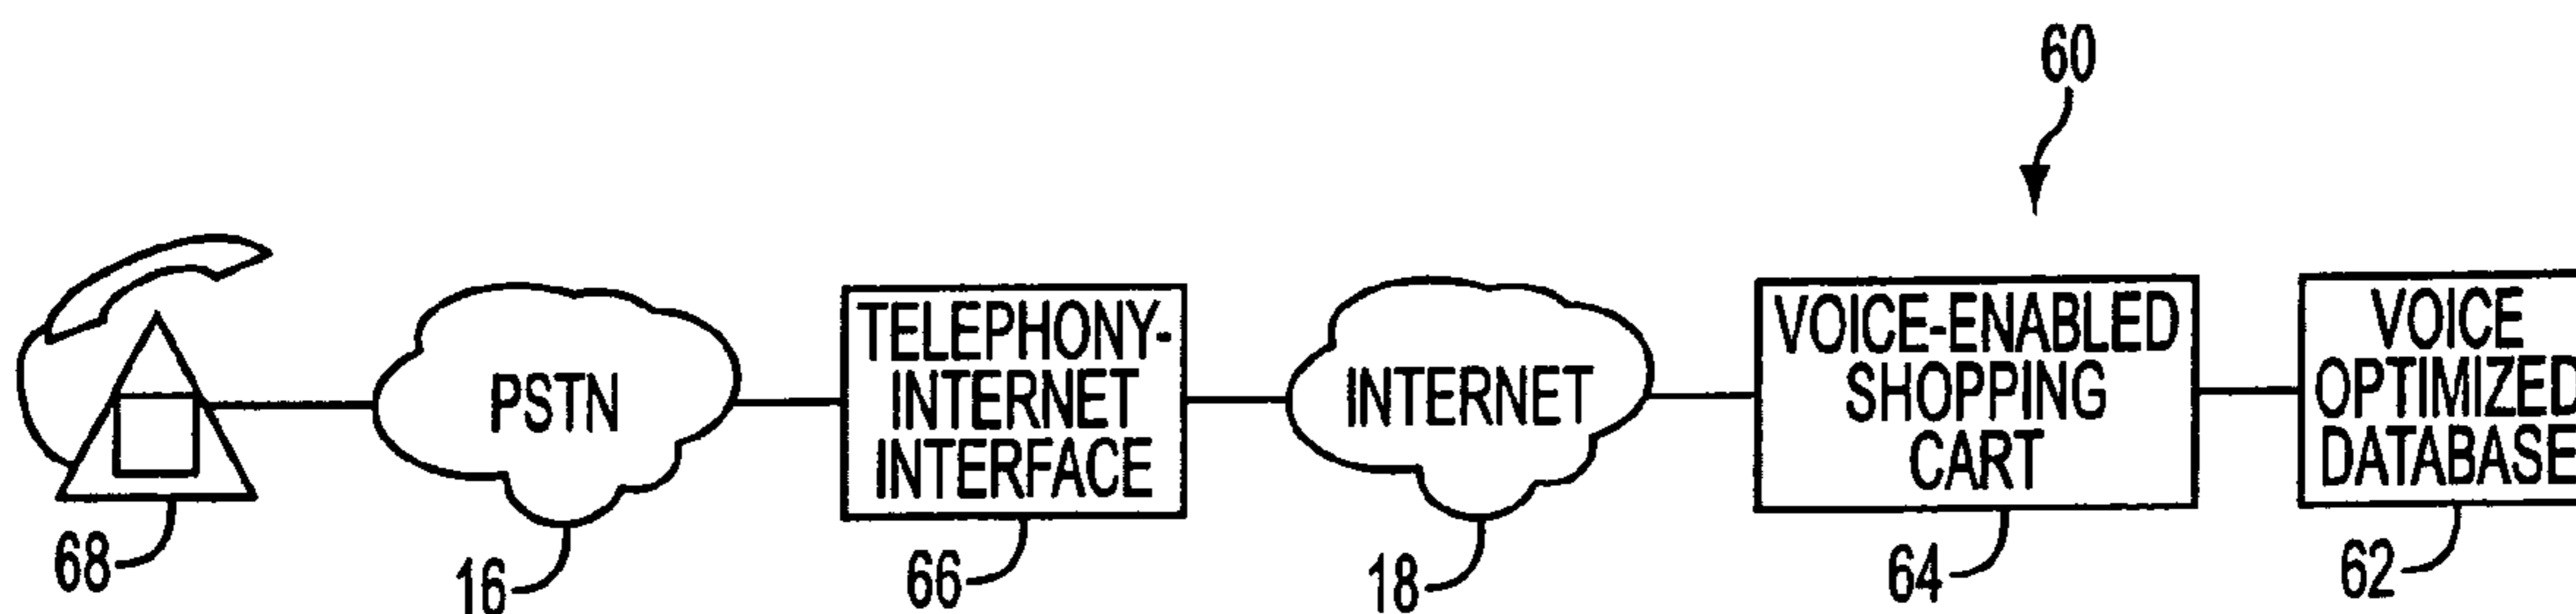 60
PSTN
TELEPHONY-
INTERNET
INTERFACE
INTERNET
VOICE-ENABLED
SHOPPING
CART
VOICE
OPTIMIZED
DATABASE
68
16
66
18
64
62